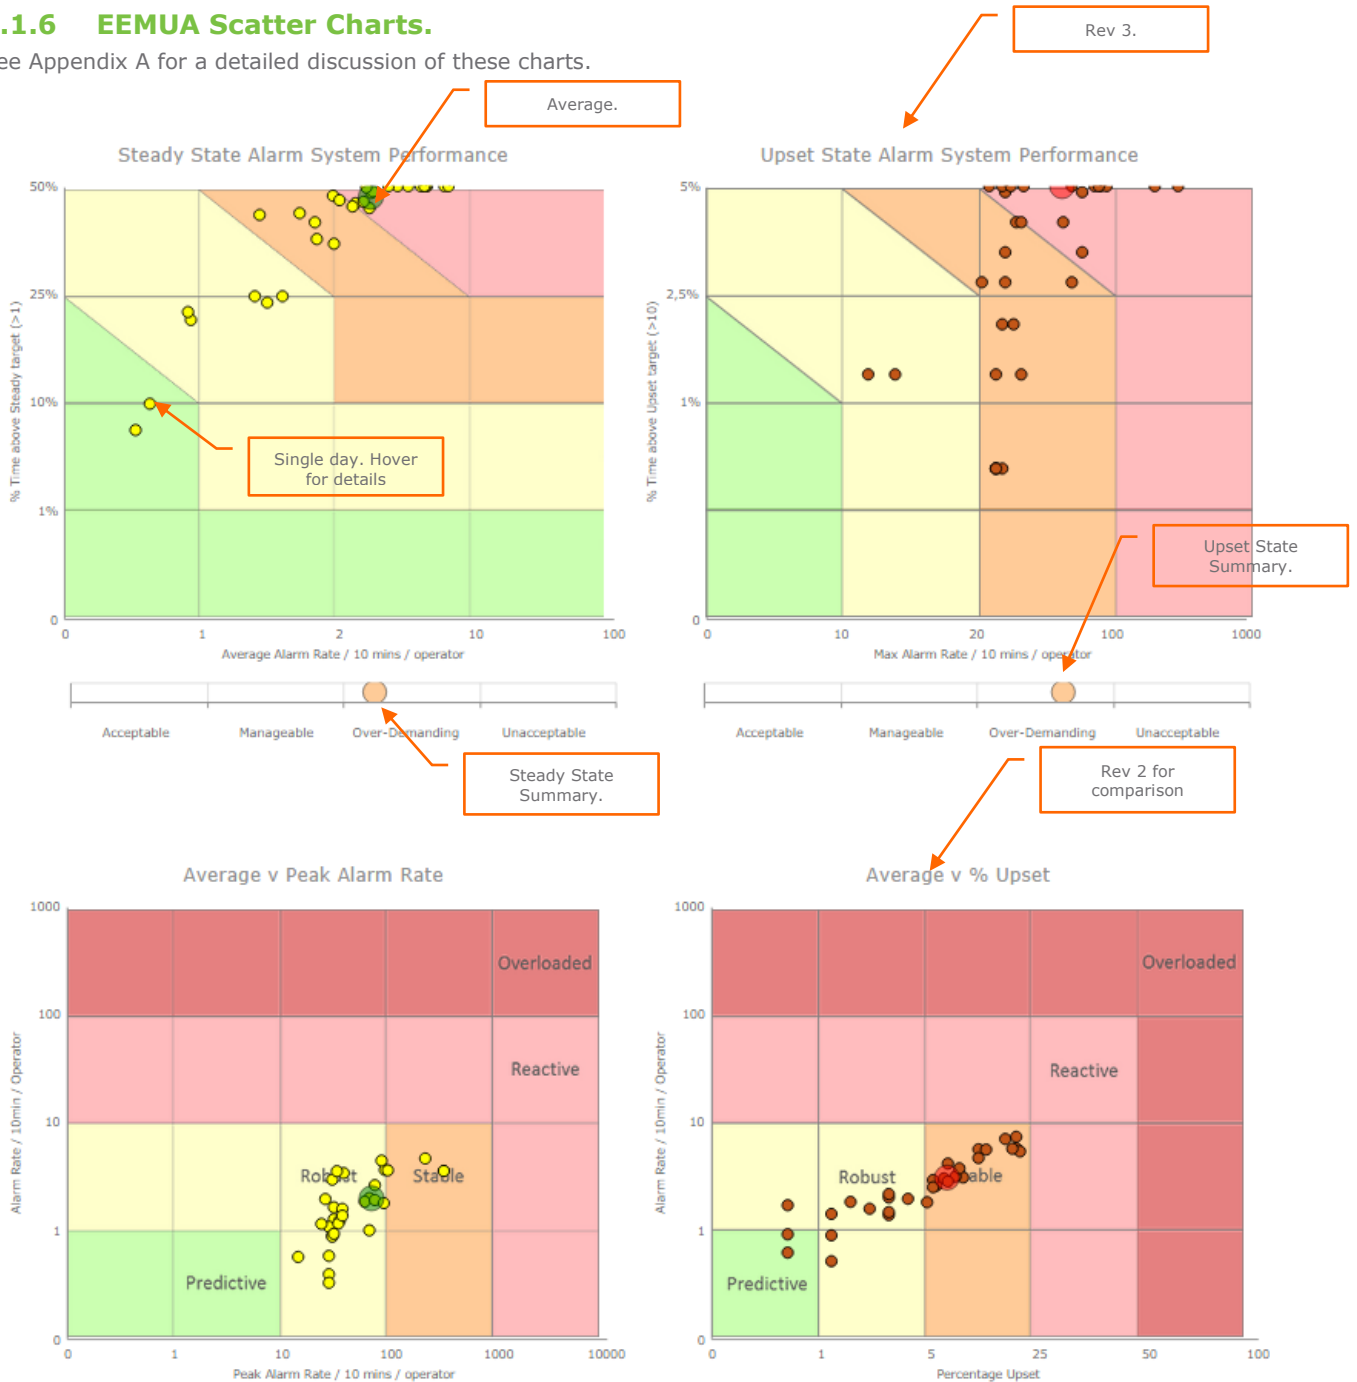 .1.6 EEMUA Scatter Charts.
ee Appendix A for a detailed discussion of these charts.
Rev 3.
Average.
Steady State Alarm System Performance
50%
25%
10%
1%
0
% Time above Steady target (>1)
Single day. Hover
for details
0 1 2 10 100
Average Alarm Rate / 10 mins / operator
Acceptable Manageable Over-Demanding Unacceptable
Steady State
Summary.
Upset State Alarm System Performance
5%
2,5%
1%
0
% Time above Upset target (>10)
Upset State
Summary.
0 10 20 100 1000
Max Alarm Rate / 10 mins / operator
Acceptable Manageable Over-Demanding Unacceptable
Rev 2 for
comparison
Average v Peak Alarm Rate
1000
100
10
1
0
Alarm Rate / 10min / Operator
Overloaded
Reactive
Robust Stable
Predictive
0 1 10 100 1000 10000
Peak Alarm Rate / 10 mins / operator
Average v % Upset
1000
100
10
1
0
Alarm Rate / 10min / Operator
Overloaded
Reactive
Robust able
Predictive
0 1 5 25 50 100
Percentage Upset